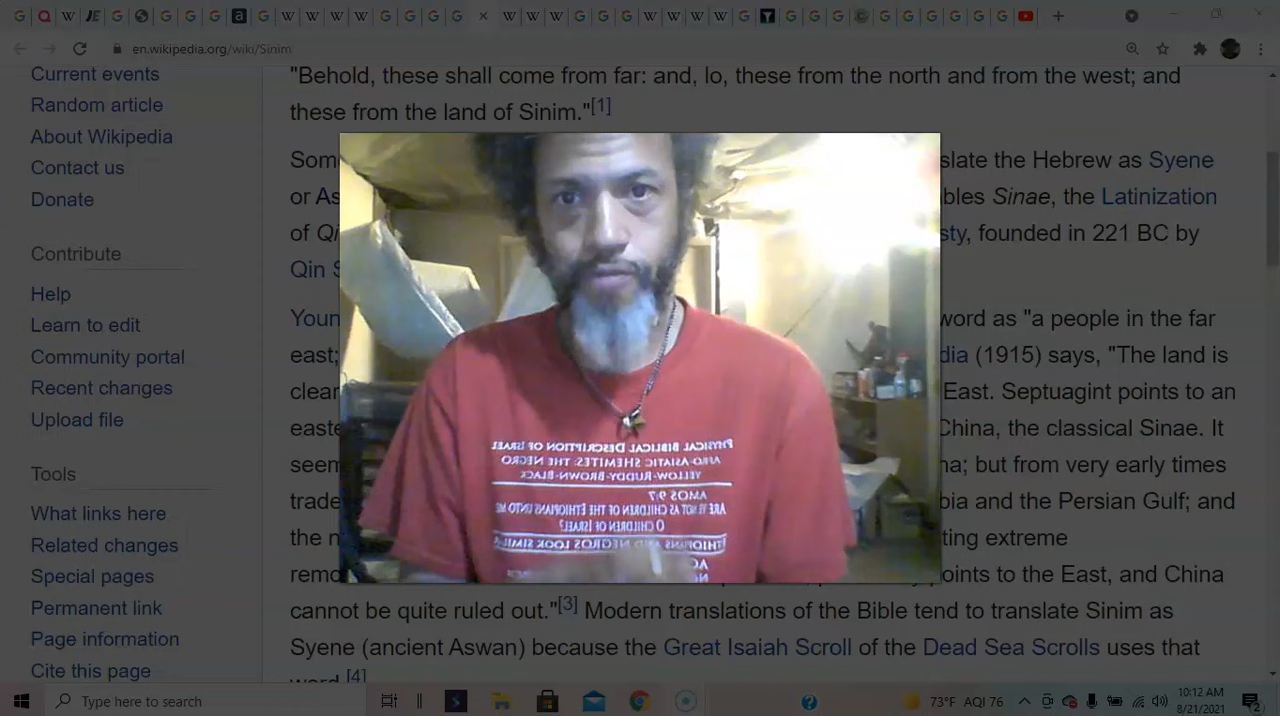 en.wikipedia.org/wiki/Sinim
Current events
Random article
About Wikipedia
Contact us
Donate
Contribute
Help
Learn to edit
Community portal
Recent changes
Upload file
Tools
What links here
Related changes
Special pages
Permanent link
Page information
Cite this page
"Behold, these shall come from far: and, lo, these from the north and from the west; and
these from the land of Sinim."[1]
slate the Hebrew as Syene
or As
bles Sinae, the Latinization
of Qi
sty, founded in 221 BC by
Qin S
Youn
word as "a people in the far
east;
dia (1915) says, "The land is
clear
East. Septuagint points to an
easte
China, the classical Sinae. It
seem
na; but from very early times
trade
bia and the Persian Gulf; and
the n
ting extreme
remo
points to the East, and China
cannot be quite ruled out."[3] Modern translations of the Bible tend to translate Sinim as
Syene (ancient Aswan) because the Great Isaiah Scroll of the Dead Sea Scrolls uses that
word.[4]
PHYSICAL BIBLICAL DESCRIPTION OF ISRAEL
AFRO-ASIATIC SHEMITES: THE NEGRO
YELLOW-RUDDY-BROWN-BLACK
AMOS 9:7
ARE YE NOT AS CHILDREN OF THE ETHIOPIANS UNTO ME
O CHILDREN OF ISRAEL?
THIOPIANS AND NEGROS LOOK SIMIL
Type here to search
73°F AQI 76
10:12 AM
8/21/2021
2